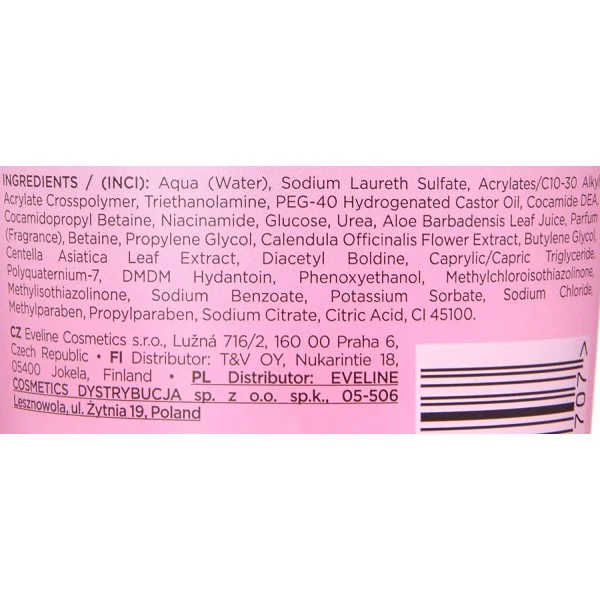 INGREDIENTS / (INCI): Aqua (Water), Sodium Laureth Sulfate, Acrylates/C10-30 Alkyl
Acrylate Crosspolymer, Triethanolamine, PEG-40 Hydrogenated Castor Oil, Cocamide DEA,
Cocamidopropyl Betaine, Niacinamide, Glucose, Urea, Aloe Barbadensis Leaf Juice, Parfum
(Fragrance), Betaine, Propylene Glycol, Calendula Officinalis Flower Extract, Butylene Glycol,
Centella Asiatica Leaf Extract, Diacetyl Boldine, Caprylic/Capric Triglyceride,
Polyquaternium-7, DMDM Hydantoin, Phenoxyethanol, Methylchloroisothiazolinone,
Methylisothiazolinone, Sodium Benzoate, Potassium Sorbate, Sodium Chloride,
Methylparaben, Propylparaben, Sodium Citrate, Citric Acid, CI 45100.
CZ Eveline Cosmetics s.r.o., Lužná 716/2, 160 00 Praha 6,
Czech Republic • FI Distributor: T&V OY, Nukarintie 18,
05400 Jokela, Finland • PL Distributor: EVELINE
COSMETICS DYSTRYBUCJA sp. z o.o. sp.k., 05-506
Lesznowola, ul. Żytnia 19, Poland
707 >